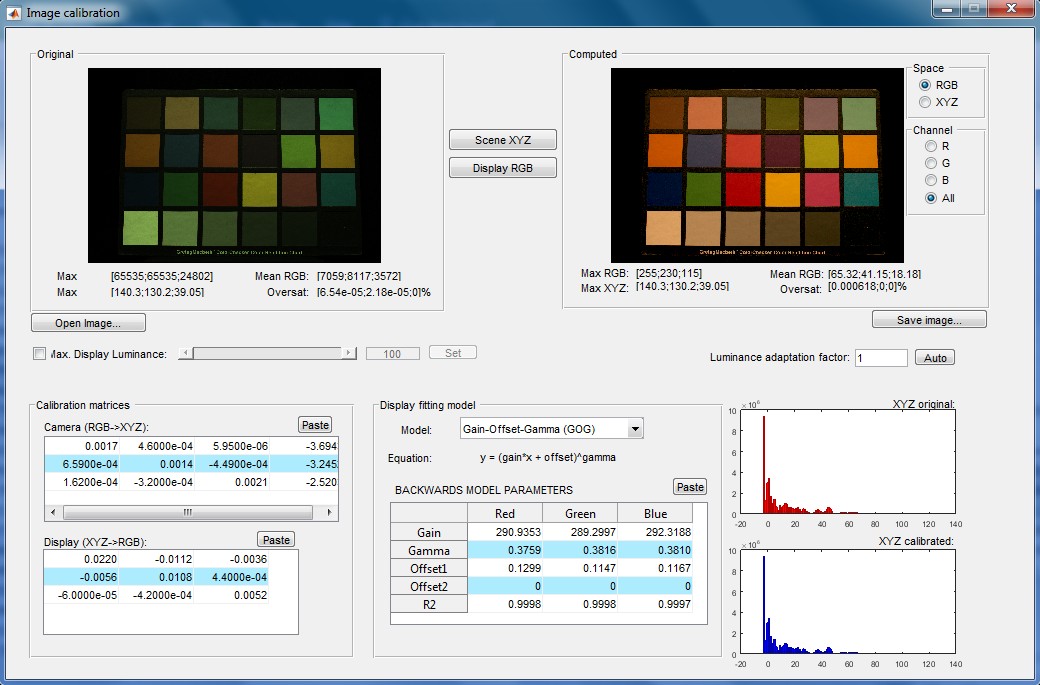 Image calibration
Original
Max [65535;65535;24802] Mean RGB: [7059;8117;3572]
Max [140.3;130.2;39.05] Oversat: [6.54e-05;2.18e-05;0]%
Open Image...
Scene XYZ
Display RGB
Computed
Space
RGB
XYZ
Channel
R
G
B
All
Max RGB: [255;230;115] Mean RGB: [65.32;41.15;18.18]
Max XYZ: [140.3;130.2;39.05] Oversat: [0.000618;0;0]%
Save image...
Max. Display Luminance: 100 Set
Luminance adaptation factor: 1 Auto
Calibration matrices
Camera (RGB->XYZ): Paste
0.0017 4.6000e-04 5.9500e-06 -3.694
6.5900e-04 0.0014 -4.4900e-04 -3.245
1.6200e-04 -3.2000e-04 0.0021 -2.520
Display (XYZ->RGB): Paste
0.0220 -0.0112 -0.0036
-0.0056 0.0108 4.4000e-04
-6.0000e-05 -4.2000e-04 0.0052
Display fitting model
Model: Gain-Offset-Gamma (GOG)
Equation: y = (gain*x + offset)^gamma
BACKWARDS MODEL PARAMETERS Paste
Red Green Blue
Gain 290.9353 289.2997 292.3188
Gamma 0.3759 0.3816 0.3810
Offset1 0.1299 0.1147 0.1167
Offset2 0 0 0
R2 0.9998 0.9998 0.9997
XYZ original:
x 10^6
10
8
6
4
2
0
-20 0 20 40 60 80 100 120 140
XYZ calibrated:
x 10^6
10
8
6
4
2
0
-20 0 20 40 60 80 100 120 140